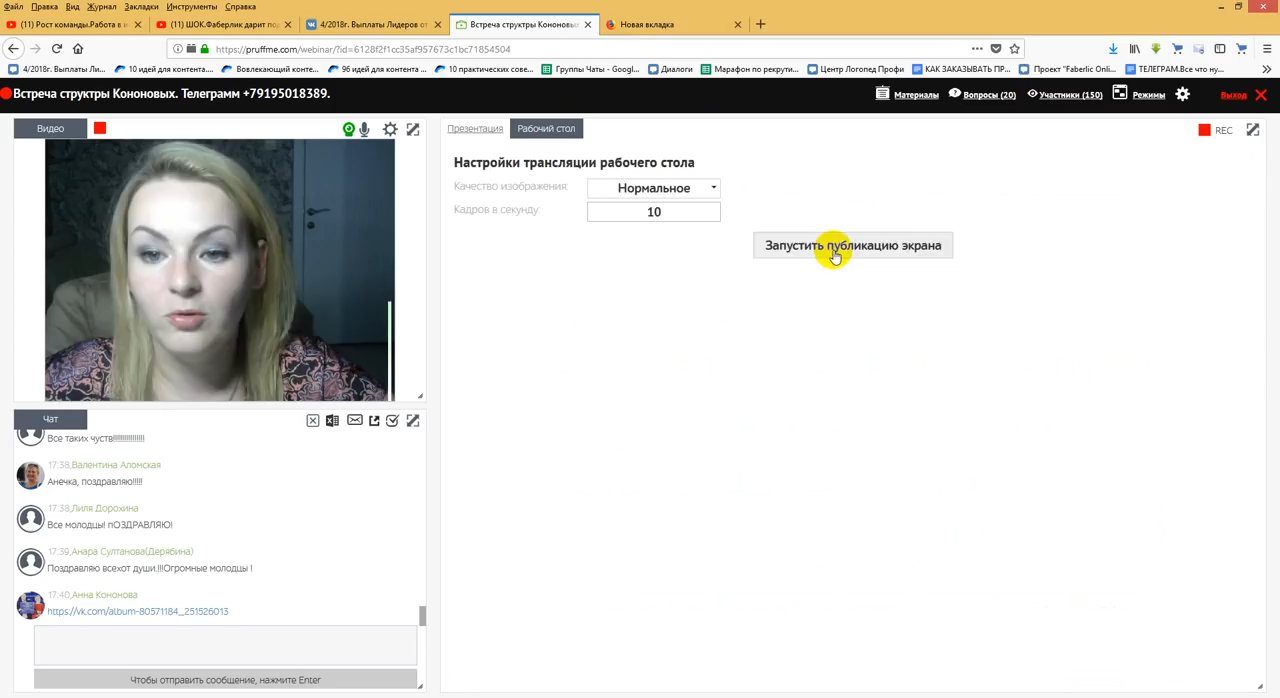 Файл Правка Вид Журнал Закладки Инструменты Справка
(11) Рост команды.Работа в и
(11) ШОК.Фаберлик дарит по
4/2018г. Выплаты Лидеров от
Встреча структры Кононовых
Новая вкладка
https://pruffme.com/webinar/?id=6128f2f1cc35af957673c1bc71854504
4/2018г. Выплаты Ли...
10 идей для контента....
Вовлекающий конте...
96 идей для контента ...
10 практических сове...
Группы Чаты - Googl...
Диалоги
Марафон по рекрути...
Центр Логопед Профи
КАК ЗАКАЗЫВАТЬ ПР...
Проект "Faberlic Onli...
ТЕЛЕГРАМ.Все что ну...
Встреча структры Кононовых. Телеграмм +79195018389.
Материалы
Вопросы (20)
Участники (150)
Режимы
Выход
Видео
Презентация
Рабочий стол
REC
Настройки трансляции рабочего стола
Качество изображения: Нормальное
Кадров в секунду: 10
Запустить публикацию экрана
Чат
Все таких чуств!!!!!!!!!!!!!!!!
17:38,Валентина Аломская
Анечка, поздравляю!!!!!
17:38,Лиля Дорохина
Все молодцы! пОЗДРАВЛЯЮ!
17:39,Анара Султанова(Дерябина)
Поздравляю всехот души.!!!Огромные молодцы !
17:40,Анна Кононова
https://vk.com/album-80571184_251526013
Чтобы отправить сообщение, нажмите Enter